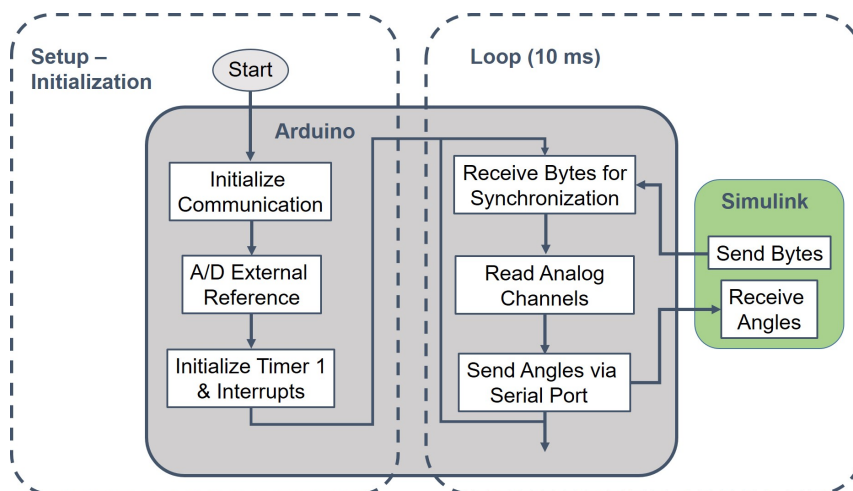 Setup –
Initialization
Start
Loop (10 ms)
Arduino
Initialize
Communication
A/D External
Reference
Initialize Timer 1
& Interrupts
Receive Bytes for
Synchronization
Read Analog
Channels
Send Angles via
Serial Port
Simulink
Send Bytes
Receive
Angles